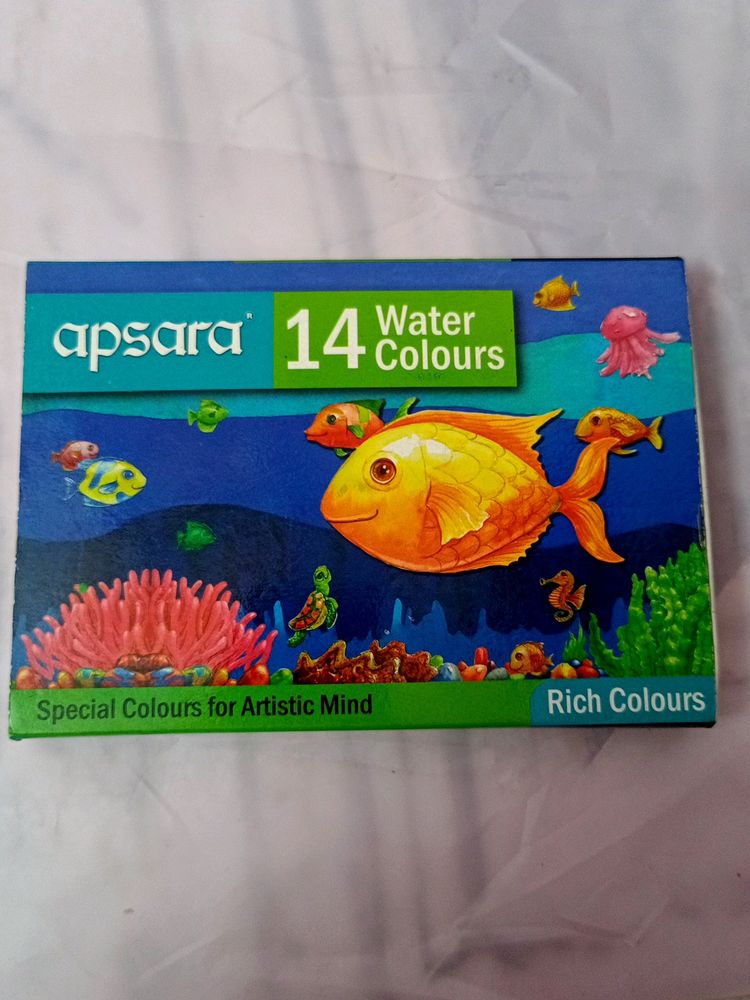 apsara®
14 Water
Colours
Special Colours for Artistic Mind
Rich Colours